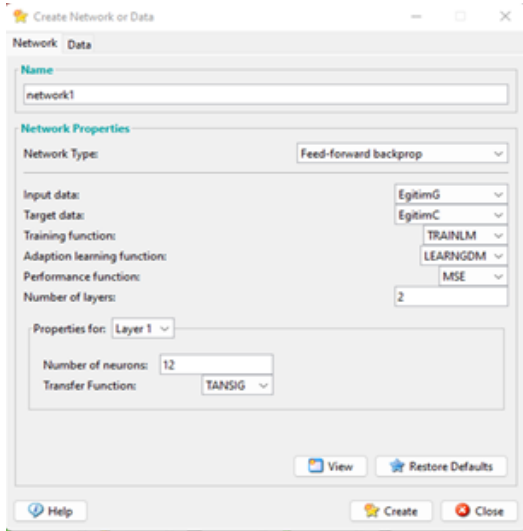 Create Network or Data
Network Data
Name
network1
Network Properties
Network Type: Feed-forward backprop
Input data: EgitimG
Target data: EgitimC
Training function: TRAINLM
Adaption learning function: LEARNGDM
Performance function: MSE
Number of layers: 2
Properties for: Layer 1
Number of neurons: 12
Transfer Function: TANSIG
View Restore Defaults
Help Create Close